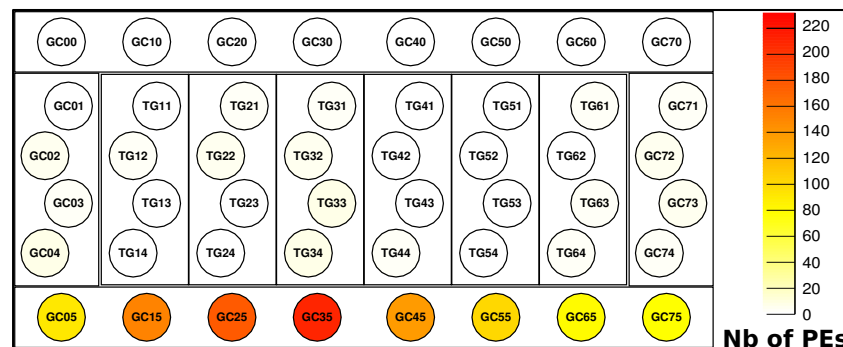 GC00 GC10 GC20 GC30 GC40 GC50 GC60 GC70
GC01 TG11 TG21 TG31 TG41 TG51 TG61 GC71
GC02 TG12 TG22 TG32 TG42 TG52 TG62 GC72
GC03 TG13 TG23 TG33 TG43 TG53 TG63 GC73
GC04 TG14 TG24 TG34 TG44 TG54 TG64 GC74
GC05 GC15 GC25 GC35 GC45 GC55 GC65 GC75
220
200
180
160
140
120
100
80
60
40
20
0
Nb of PEs